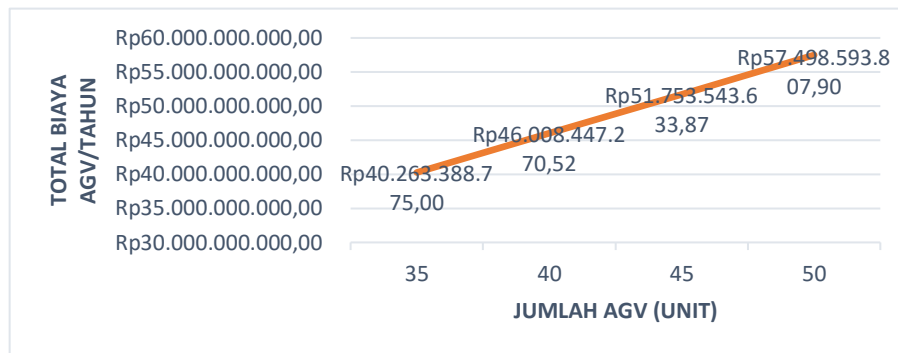 TOTAL BIAYA
AGV/TAHUN
Rp60.000.000.000,00
Rp55.000.000.000,00
Rp50.000.000.000,00
Rp45.000.000.000,00
Rp40.000.000.000,00
Rp35.000.000.000,00
Rp30.000.000.000,00
Rp40.263.388.7
75,00
Rp46.008.447.2
70,52
Rp51.753.543.6
33,87
Rp57.498.593.8
07,90
35
40
45
50
JUMLAH AGV (UNIT)